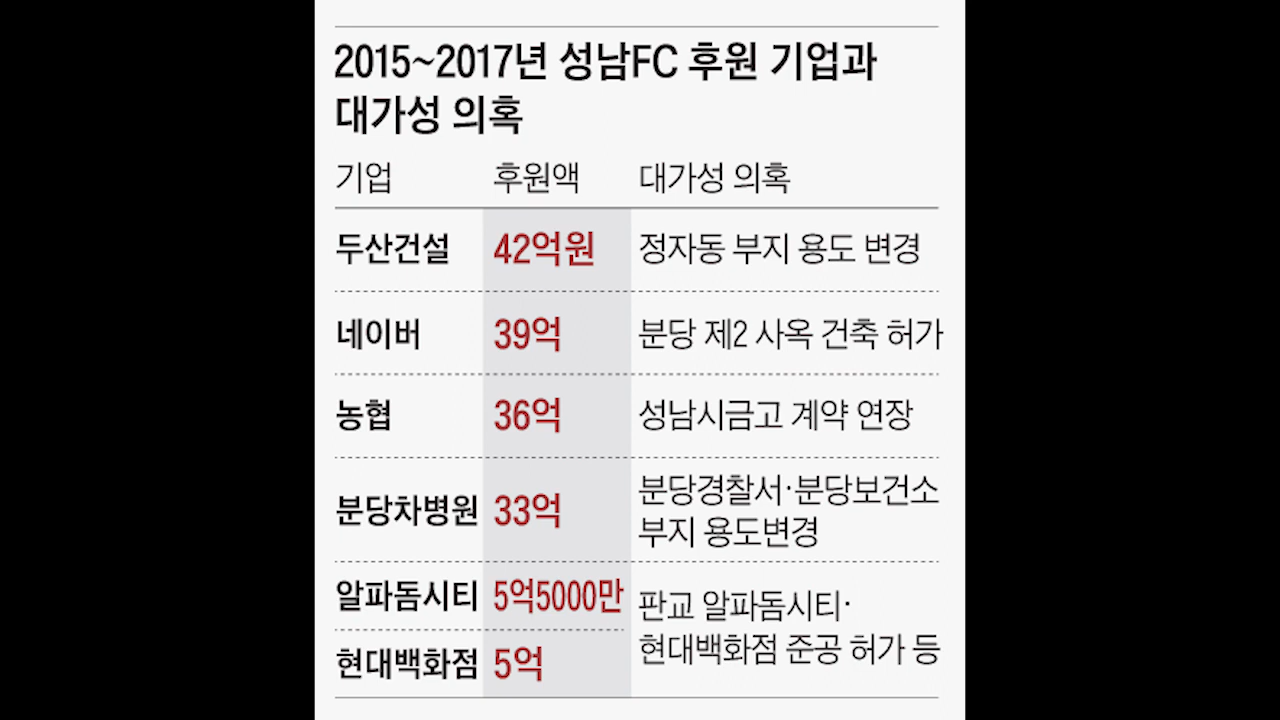 2015~2017년 성남FC 후원 기업과
대가성 의혹
기업 후원액 대가성 의혹
두산건설 42억원 정자동 부지 용도 변경
네이버 39억 분당 제2 사옥 건축 허가
농협 36억 성남시금고 계약 연장
분당차병원 33억 분당경찰서·분당보건소
부지 용도변경
알파돔시티 5억5000만 판교 알파돔시티·
현대백화점 5억 현대백화점 준공 허가 등